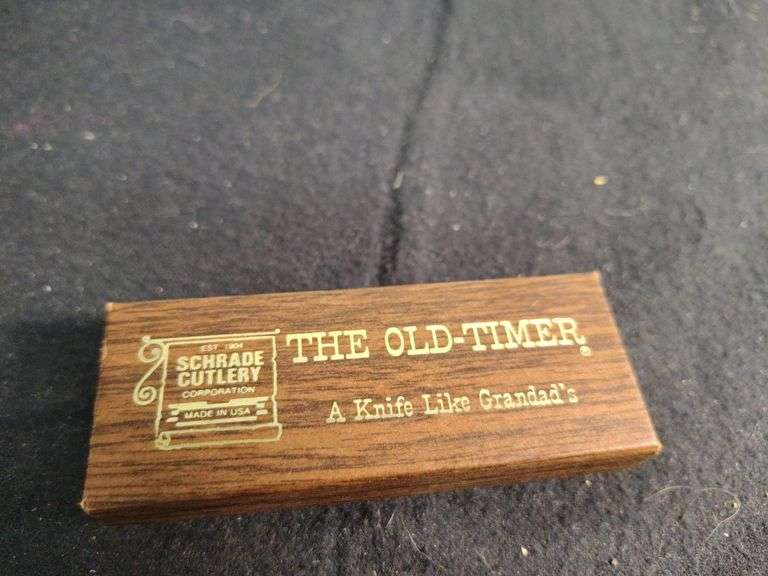 EST 1904
SCHRADE
CUTLERY
CORPORATION
MADE IN USA
THE OLD-TIMER®
A Knife Like Grandad's